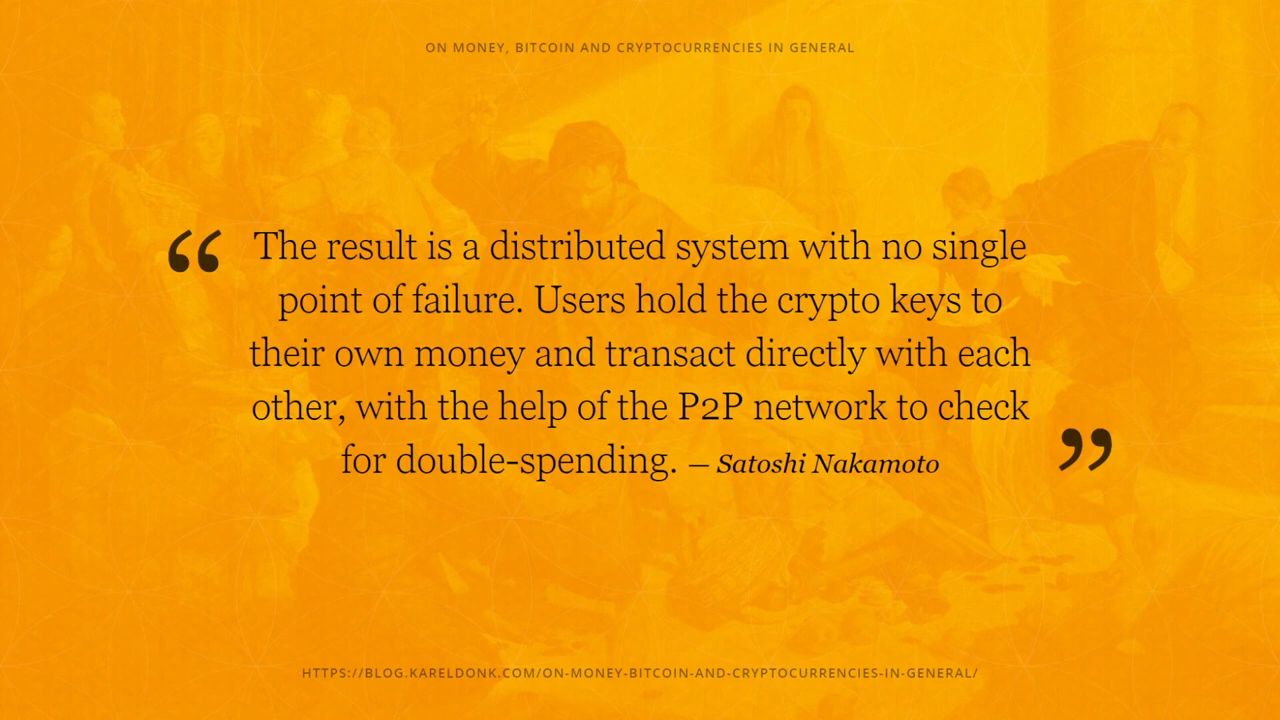 ON MONEY, BITCOIN AND CRYPTOCURRENCIES IN GENERAL
“ The result is a distributed system with no single
point of failure. Users hold the crypto keys to
their own money and transact directly with each
other, with the help of the P2P network to check
for double-spending. — Satoshi Nakamoto ”
HTTPS://BLOG.KARELDONK.COM/ON-MONEY-BITCOIN-AND-CRYPTOCURRENCIES-IN-GENERAL/